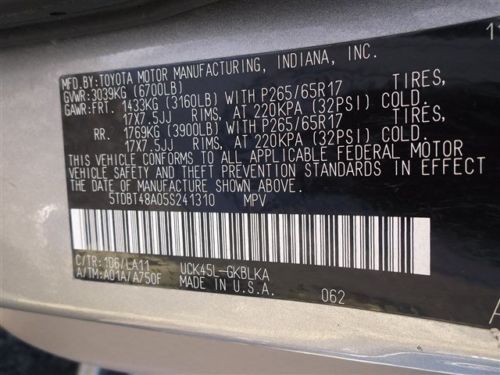 MFD.BY:TOYOTA MOTOR MANUFACTURING, INDIANA, INC.
GVWR:3039KG (6700LB)
GAWR:FRT. 1433KG (3160LB) WITH P265/65R17 TIRES,
17X7.5JJ RIMS, AT 220KPA (32PSI) COLD.
RR. 1769KG (3900LB) WITH P265/65R17 TIRES,
17X7.5JJ RIMS, AT 220KPA (32PSI) COLD.
THIS VEHICLE CONFORMS TO ALL APPLICABLE FEDERAL MOTOR
VEHICLE SAFETY AND THEFT PREVENTION STANDARDS IN EFFECT ON
THE DATE OF MANUFACTURE SHOWN ABOVE.
5TDBT48A05S241310 MPV
C/TR:1D6/LA11 UCK45L-GKBLKA
A/TM:A01A/A750F MADE IN U.S.A.
062